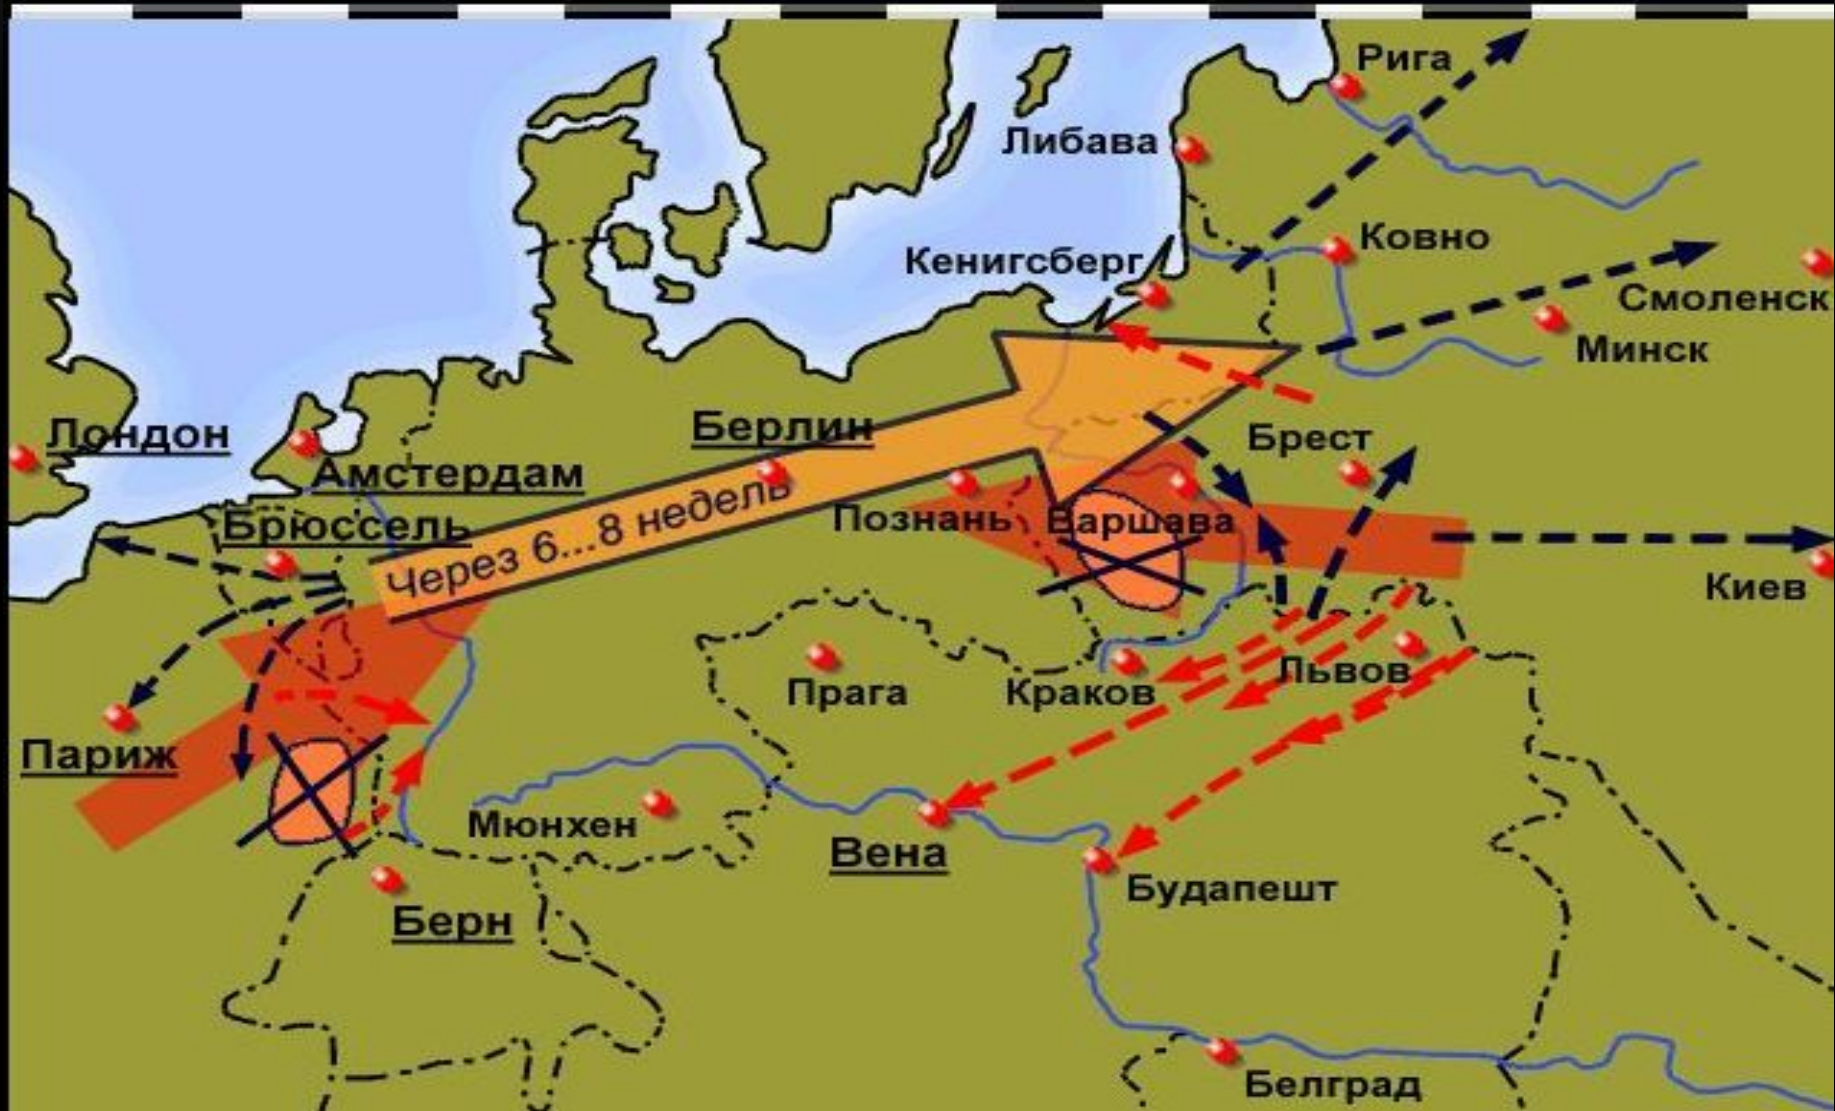 Рига
Либава
Ковно
Кенигсберг
Смоленск
Минск
Лондон
Берлин
Брест
Амстердам
Через 6...8 недель
Брюссель
Познань
Варшава
Киев
Львов
Прага
Краков
Париж
Мюнхен
Вена
Будапешт
Берн
Белград